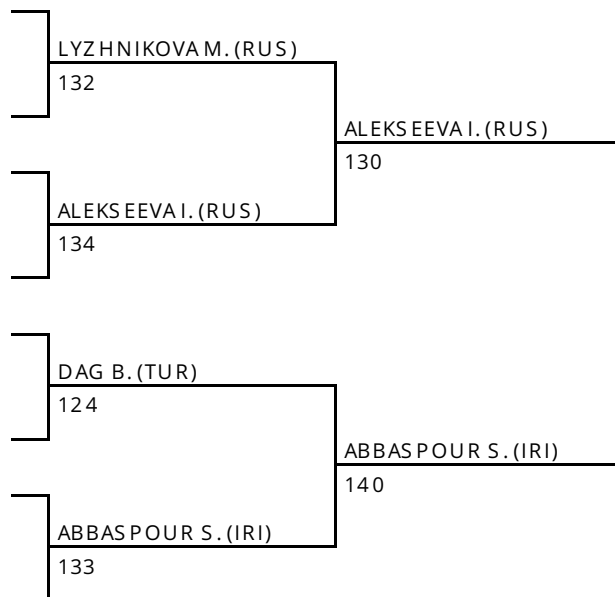 LYZHNIKOVA M. (RUS)
132
ALEKSEEVA I. (RUS)
130
ALEKSEEVA I. (RUS)
134
DAG B. (TUR)
124
ABBASPOUR S. (IRI)
140
ABBASPOUR S. (IRI)
133